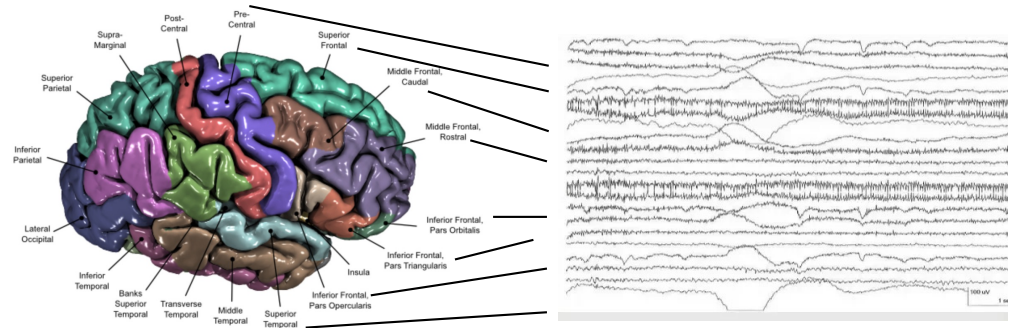 Post-
Central
Pre-
Central
Supra-
Marginal
Superior
Frontal
Superior
Parietal
Middle Frontal,
Caudal
Middle Frontal,
Rostral
Inferior
Parietal
Lateral
Occipital
Inferior Frontal,
Pars Orbitalis
Inferior Frontal,
Pars Triangularis
Insula
Inferior
Temporal
Banks
Superior
Temporal
Transverse
Temporal
Middle
Temporal
Superior
Temporal
Inferior Frontal,
Pars Opercularis
100 uV